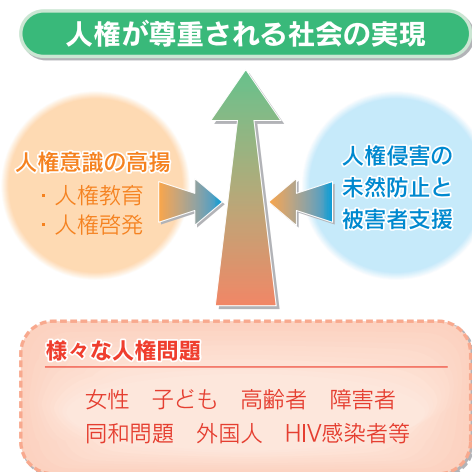 人権が尊重される社会の実現
人権意識の高揚
・人権教育
・人権啓発
人権侵害の
未然防止と
被害者支援
様々な人権問題
女性　子ども　高齢者　障害者
同和問題　外国人　HIV感染者等